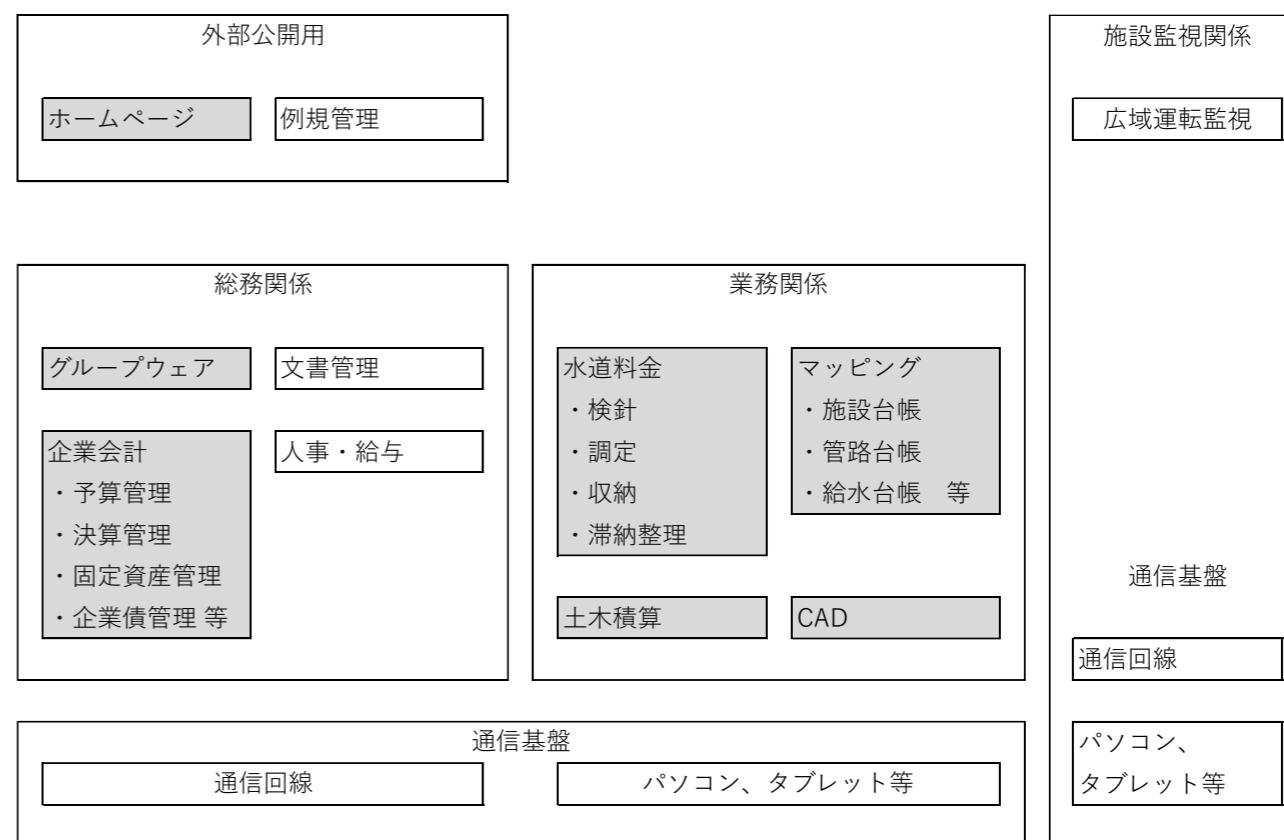 外部公開用
ホームページ
例規管理
総務関係
グループウェア
文書管理
企業会計
・予算管理
・決算管理
・固定資産管理
・企業債管理 等
人事・給与
業務関係
水道料金
・検針
・調定
・収納
・滞納整理
マッピング
・施設台帳
・管路台帳
・給水台帳　等
土木積算
CAD
通信基盤
通信回線
パソコン、タブレット等
施設監視関係
広域運転監視
通信基盤
通信回線
パソコン、
タブレット等